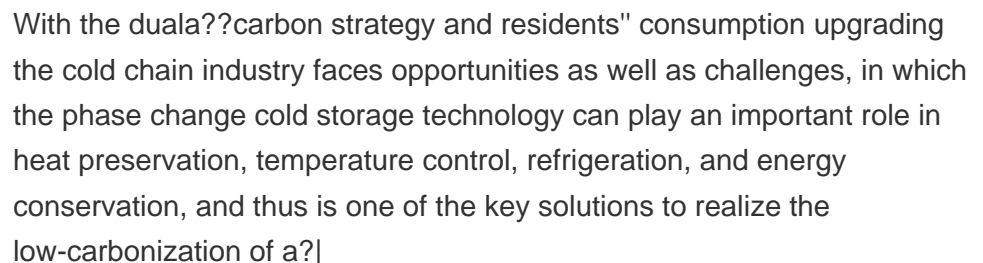 With the duala??carbon strategy and residents" consumption upgrading
the cold chain industry faces opportunities as well as challenges, in which
the phase change cold storage technology can play an important role in
heat preservation, temperature control, refrigeration, and energy
conservation, and thus is one of the key solutions to realize the
low-carbonization of a?|